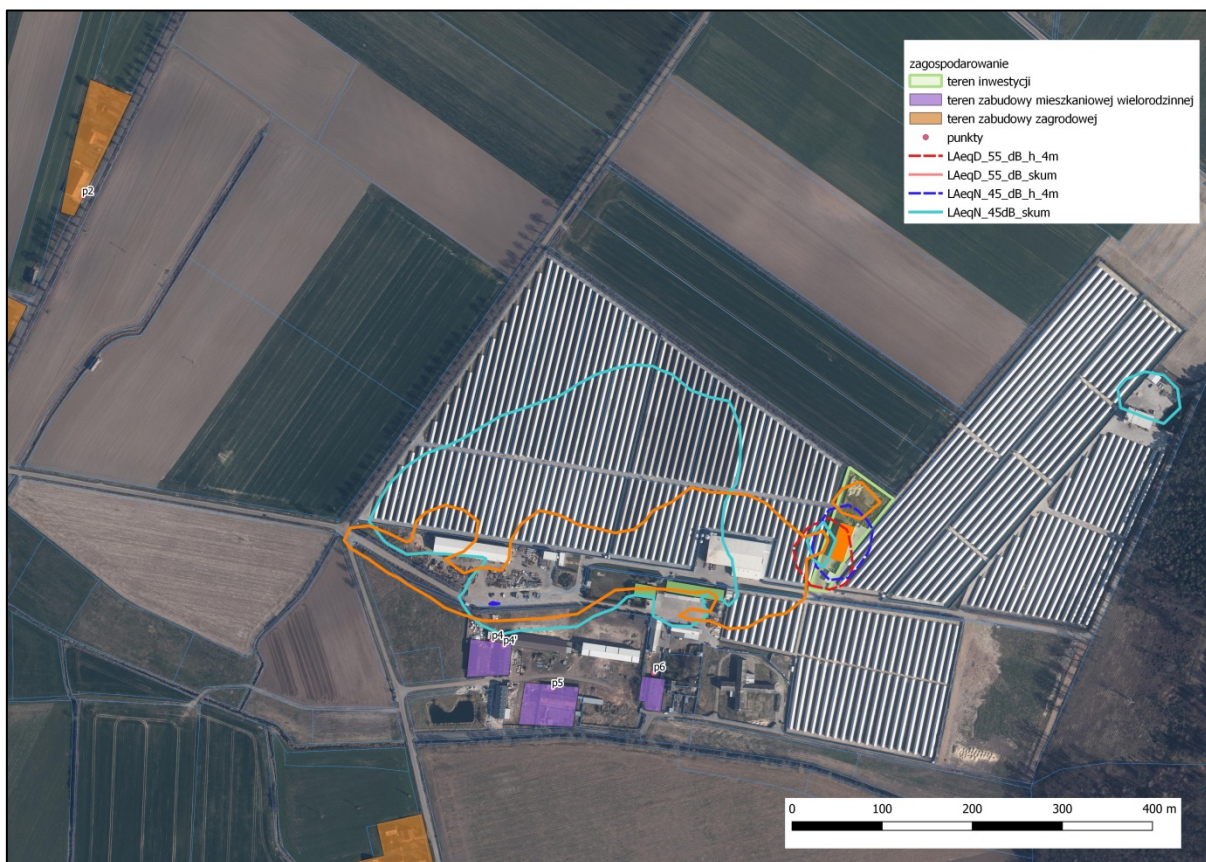 zagospodarowanie
teren inwestycji
teren zabudowy mieszkaniowej wielorodzinnej
teren zabudowy zagrodowej
punkty
LAeqD_55_dB_h_4m
LAeqD_55_dB_skum
LAeqN_45_dB_h_4m
LAeqN_45dB_skum
p2
p4
p4'
p6
p5
0 100 200 300 400 m